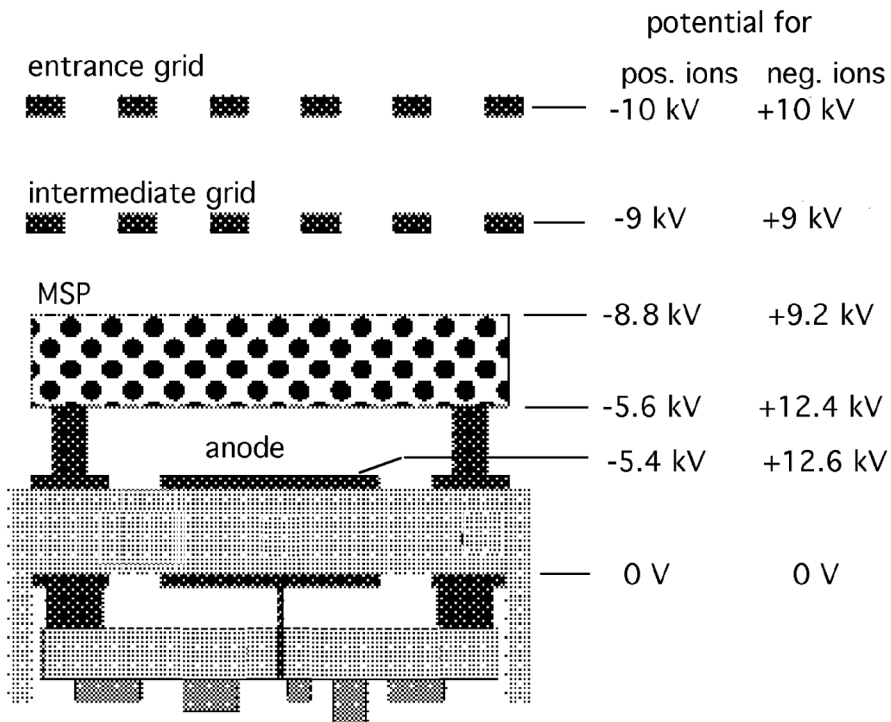 potential for
entrance grid
pos. ions neg. ions
-10 kV +10 kV
intermediate grid
-9 kV +9 kV
MSP
-8.8 kV +9.2 kV
-5.6 kV +12.4 kV
anode
-5.4 kV +12.6 kV
0 V 0 V